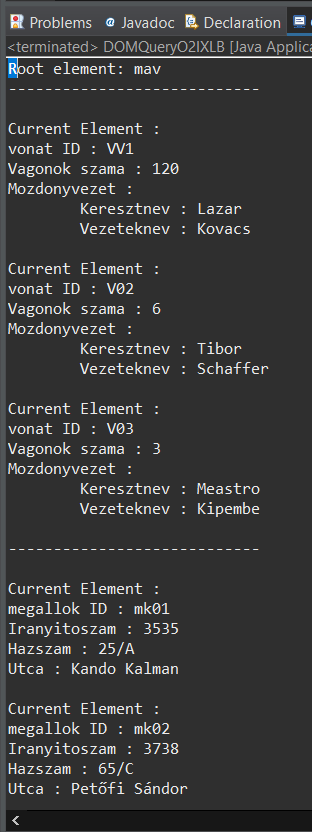 Problems Javadoc Declaration
<terminated> DOMQueryO2IXLB [Java Applica
Root element: mav
----------------------------
Current Element :
vonat ID : VV1
Vagonok szama : 120
Mozdonyvezet :
Keresztnev : Lazar
Vezeteknev : Kovacs
Current Element :
vonat ID : V02
Vagonok szama : 6
Mozdonyvezet :
Keresztnev : Tibor
Vezeteknev : Schaffer
Current Element :
vonat ID : V03
Vagonok szama : 3
Mozdonyvezet :
Keresztnev : Meastro
Vezeteknev : Kipembe
----------------------------
Current Element :
megallok ID : mk01
Iranyitoszam : 3535
Hazszam : 25/A
Utca : Kando Kalman
Current Element :
megallok ID : mk02
Iranyitoszam : 3738
Hazszam : 65/C
Utca : Petőfi Sándor